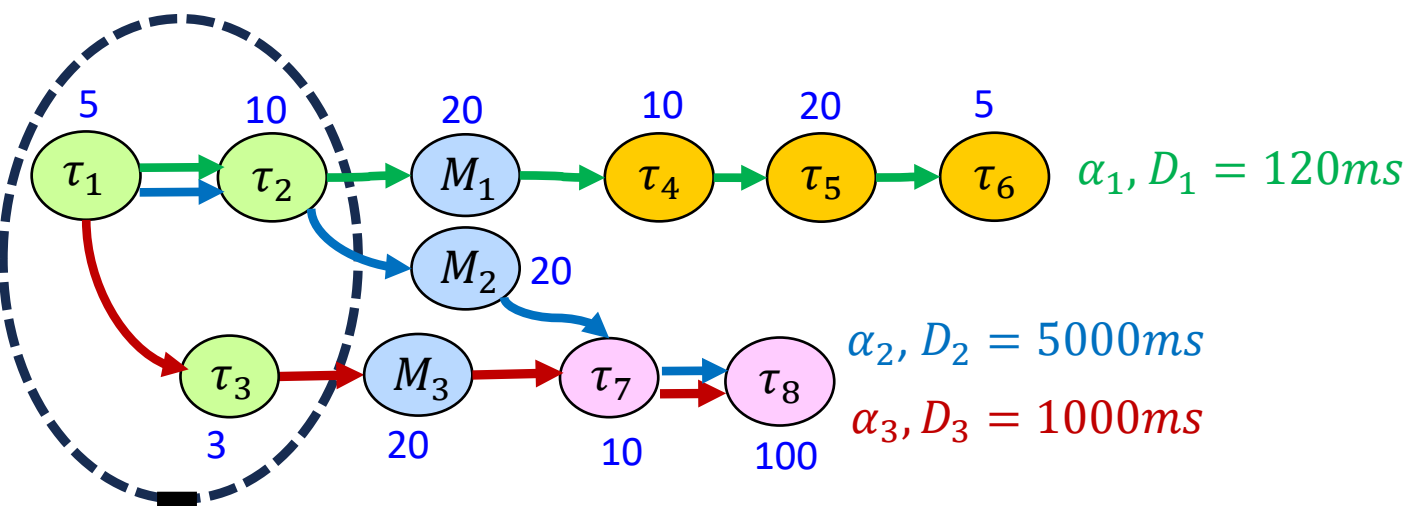 5
10
20
10
20
5
τ₁
τ₂
M₁
τ₄
τ₅
τ₆
α₁, D₁ = 120ms
M₂
20
α₂, D₂ = 5000ms
τ₃
M₃
τ₇
τ₈
α₃, D₃ = 1000ms
3
20
10
100